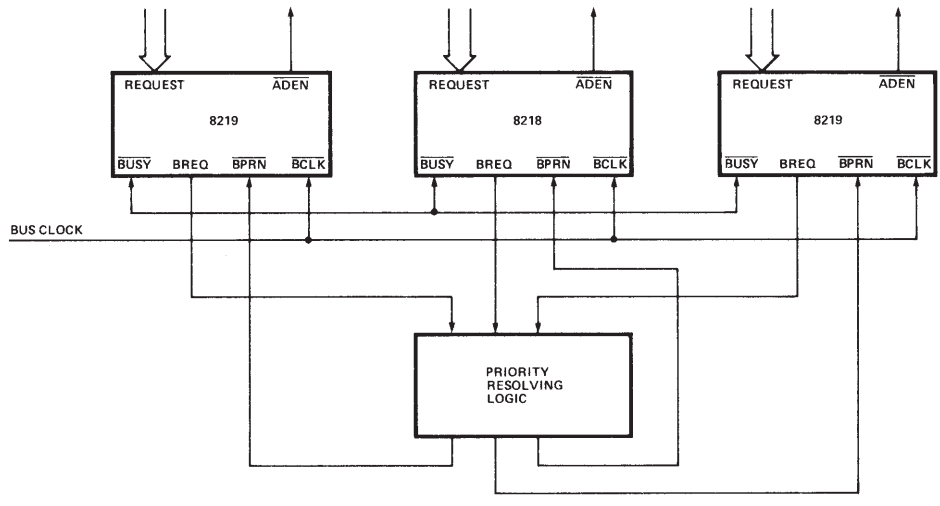 REQUEST ADEN
8219
BUSY BREQ BPRN BCLK
REQUEST ADEN
8218
BUSY BREQ BPRN BCLK
REQUEST ADEN
8219
BUSY BREQ BPRN BCLK
BUS CLOCK
PRIORITY
RESOLVING
LOGIC